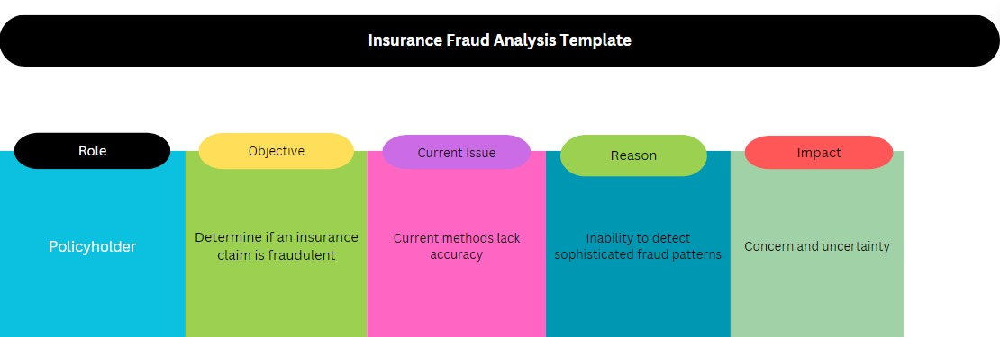 Insurance Fraud Analysis Template
Role
Objective
Current Issue
Reason
Impact
Policyholder
Determine if an insurance
claim is fraudulent
Current methods lack
accuracy
Inability to detect
sophisticated fraud patterns
Concern and uncertainty